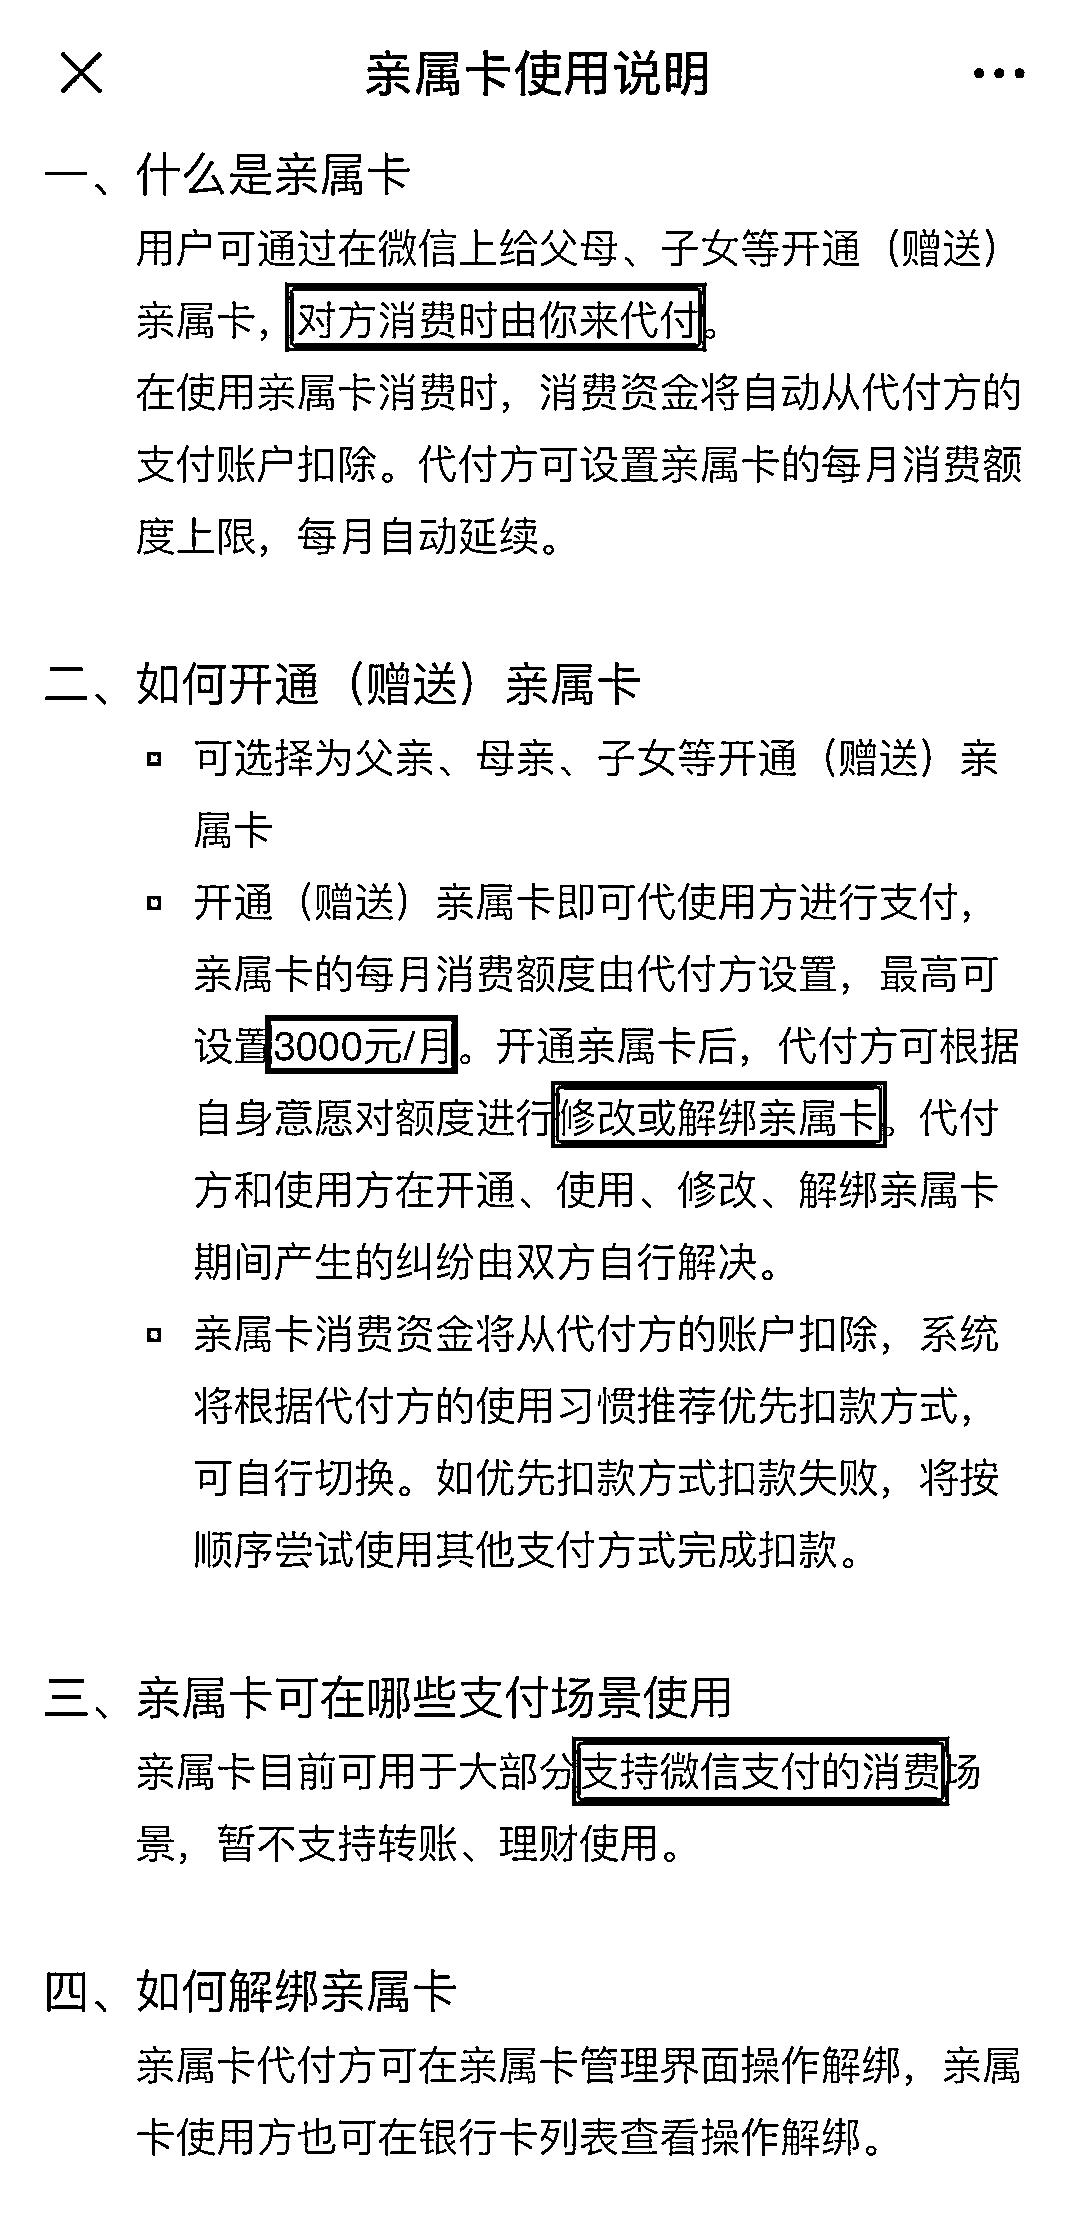 亲属卡使用说明
一、什么是亲属卡
用户可通过在微信上给父母、子女等开通（赠送）
亲属卡，对方消费时由你来代付。
在使用亲属卡消费时，消费资金将自动从代付方的
支付账户扣除。代付方可设置亲属卡的每月消费额
度上限，每月自动延续。
二、如何开通（赠送）亲属卡
可选择为父亲、母亲、子女等开通（赠送）亲
属卡
开通（赠送）亲属卡即可代使用方进行支付，
亲属卡的每月消费额度由代付方设置，最高可
设置3000元/月。开通亲属卡后，代付方可根据
自身意愿对额度进行修改或解绑亲属卡。代付
方和使用方在开通、使用、修改、解绑亲属卡
期间产生的纠纷由双方自行解决。
亲属卡消费资金将从代付方的账户扣除，系统
将根据代付方的使用习惯推荐优先扣款方式，
可自行切换。如优先扣款方式扣款失败，将按
顺序尝试使用其他支付方式完成扣款。
三、亲属卡可在哪些支付场景使用
亲属卡目前可用于大部分支持微信支付的消费场
景，暂不支持转账、理财使用。
四、如何解绑亲属卡
亲属卡代付方可在亲属卡管理界面操作解绑，亲属
卡使用方也可在银行卡列表查看操作解绑。